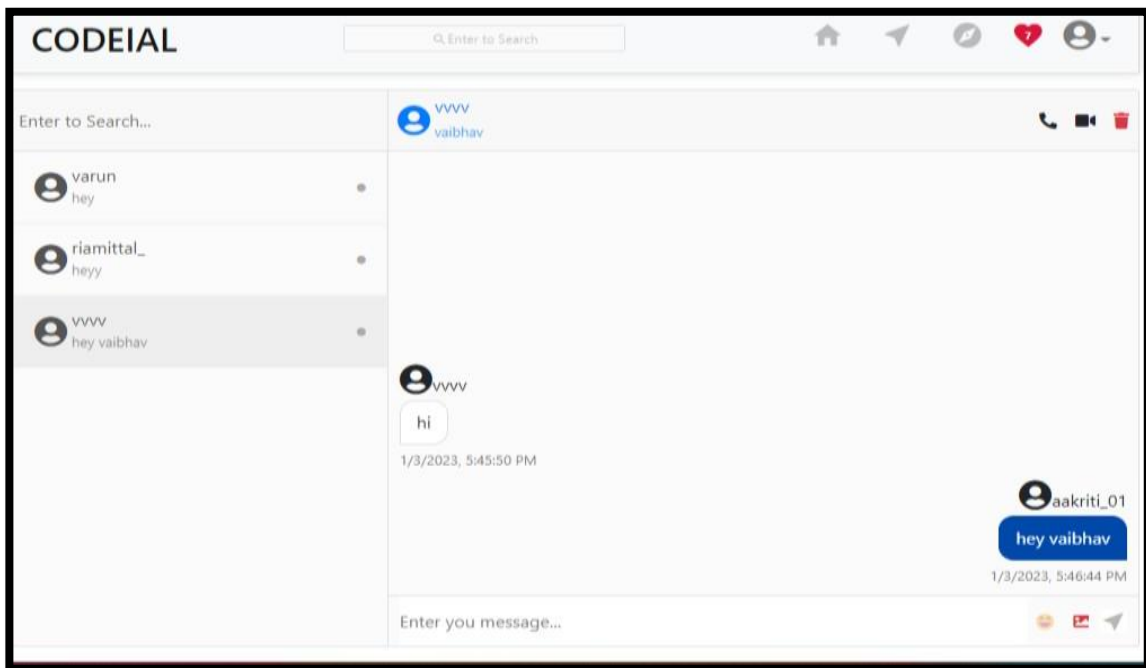 CODEIAL
Enter to Search
7
Enter to Search...
varun
hey
riamittal_
heyy
vvvv
hey vaibhav
vvvv
vaibhav
vvvv
hi
1/3/2023, 5:45:50 PM
aakriti_01
hey vaibhav
1/3/2023, 5:46:44 PM
Enter you message...